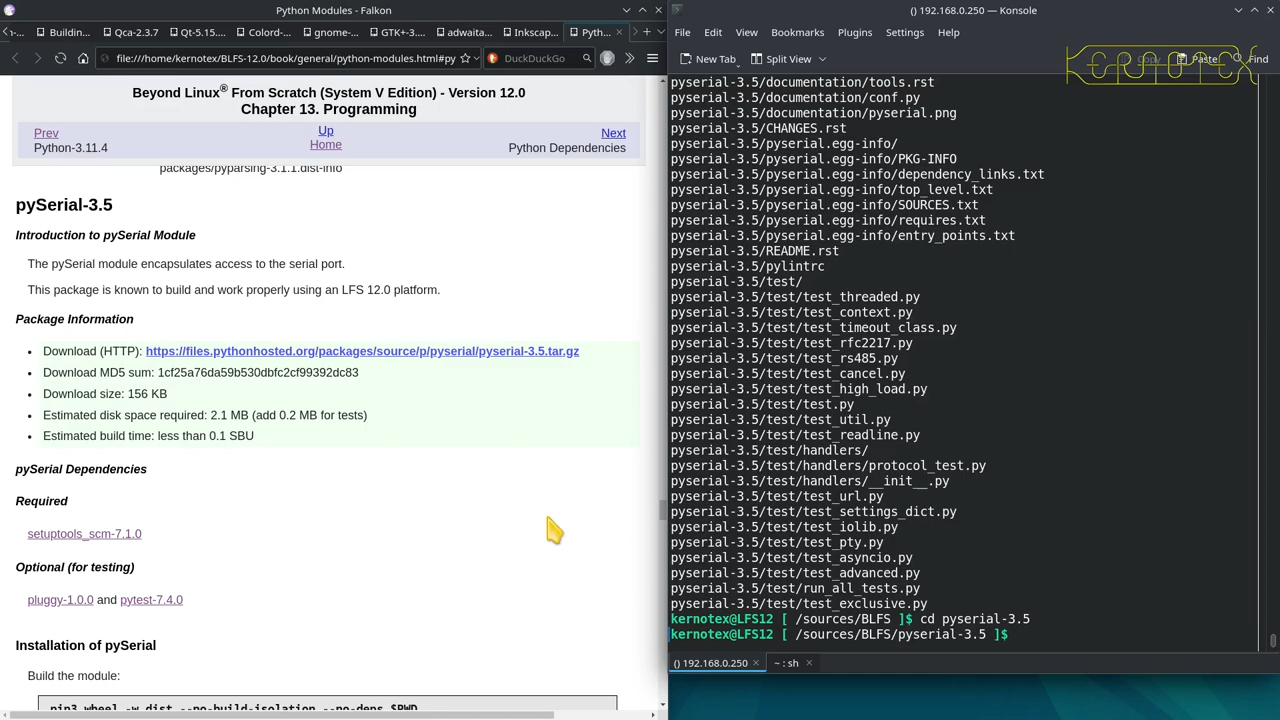 Python Modules - Falkon
n-...
Building...
Qca-2.3.7
Qt-5.15....
Colord-...
gnome-...
GTK+-3....
adwaita...
Inkscap...
Pyth...
file:///home/kernotex/BLFS-12.0/book/general/python-modules.html#py
DuckDuckGo
Beyond Linux® From Scratch (System V Edition) - Version 12.0
Chapter 13. Programming
Prev
Up
Next
Python-3.11.4
Home
Python Dependencies
packages/pyparsing-3.1.1.dist-info
pySerial-3.5
Introduction to pySerial Module
The pySerial module encapsulates access to the serial port.
This package is known to build and work properly using an LFS 12.0 platform.
Package Information
• Download (HTTP): https://files.pythonhosted.org/packages/source/p/pyserial/pyserial-3.5.tar.gz
• Download MD5 sum: 1cf25a76da59b530dbfc2cf99392dc83
• Download size: 156 KB
• Estimated disk space required: 2.1 MB (add 0.2 MB for tests)
• Estimated build time: less than 0.1 SBU
pySerial Dependencies
Required
setuptools_scm-7.1.0
Optional (for testing)
pluggy-1.0.0 and pytest-7.4.0
Installation of pySerial
Build the module:
pip3 wheel -w dist --no-build-isolation --no-deps $PWD
() 192.168.0.250 — Konsole
File Edit View Bookmarks Plugins Settings Help
New Tab
Split View
Copy
Paste
Find
KERNOTEX
pyserial-3.5/documentation/tools.rst
pyserial-3.5/documentation/conf.py
pyserial-3.5/documentation/pyserial.png
pyserial-3.5/CHANGES.rst
pyserial-3.5/pyserial.egg-info/
pyserial-3.5/pyserial.egg-info/PKG-INFO
pyserial-3.5/pyserial.egg-info/dependency_links.txt
pyserial-3.5/pyserial.egg-info/top_level.txt
pyserial-3.5/pyserial.egg-info/SOURCES.txt
pyserial-3.5/pyserial.egg-info/requires.txt
pyserial-3.5/pyserial.egg-info/entry_points.txt
pyserial-3.5/README.rst
pyserial-3.5/pylintrc
pyserial-3.5/test/
pyserial-3.5/test/test_threaded.py
pyserial-3.5/test/test_context.py
pyserial-3.5/test/test_timeout_class.py
pyserial-3.5/test/test_rfc2217.py
pyserial-3.5/test/test_rs485.py
pyserial-3.5/test/test_cancel.py
pyserial-3.5/test/test_high_load.py
pyserial-3.5/test/test.py
pyserial-3.5/test/test_util.py
pyserial-3.5/test/test_readline.py
pyserial-3.5/test/handlers/
pyserial-3.5/test/handlers/protocol_test.py
pyserial-3.5/test/handlers/__init__.py
pyserial-3.5/test/test_url.py
pyserial-3.5/test/test_settings_dict.py
pyserial-3.5/test/test_iolib.py
pyserial-3.5/test/test_pty.py
pyserial-3.5/test/test_asyncio.py
pyserial-3.5/test/test_advanced.py
pyserial-3.5/test/run_all_tests.py
pyserial-3.5/test/test_exclusive.py
kernotex@LFS12 [ /sources/BLFS ]$ cd pyserial-3.5
kernotex@LFS12 [ /sources/BLFS/pyserial-3.5 ]$
() 192.168.0.250
~ : sh